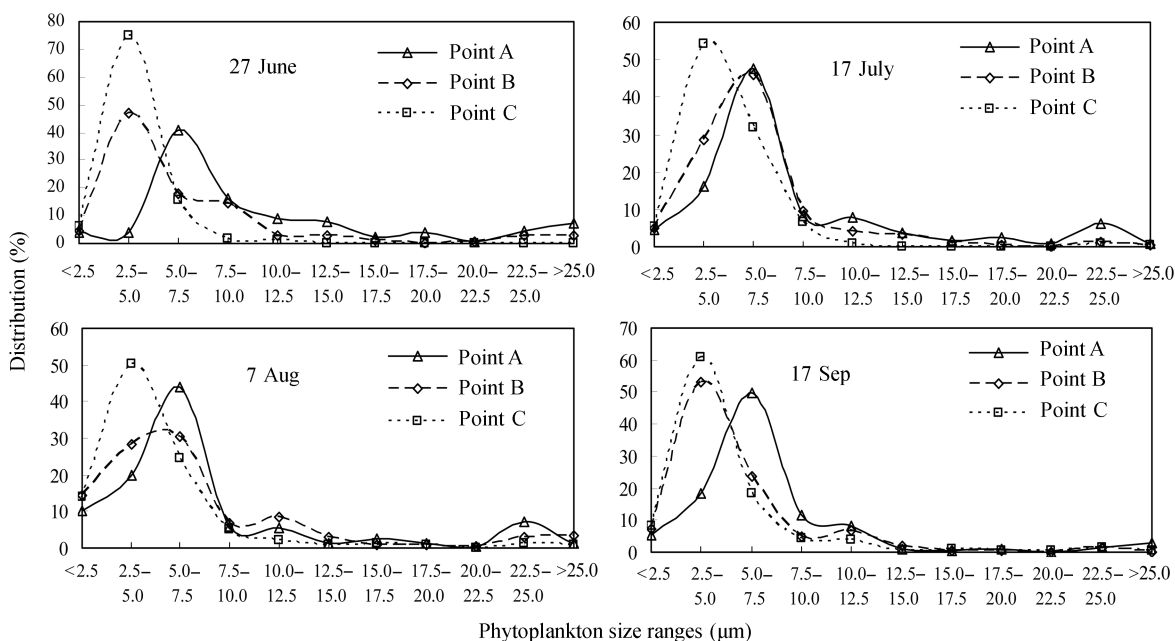 80
70
60
50
40
30
20
10
0
27 June
Point A
Point B
Point C
<2.5 2.5– 5.0– 7.5– 10.0– 12.5– 15.0– 17.5– 20.0– 22.5– >25.0
5.0 7.5 10.0 12.5 15.0 17.5 20.0 22.5 25.0
60
50
40
30
20
10
0
17 July
Point A
Point B
Point C
<2.5 2.5– 5.0– 7.5– 10.0– 12.5– 15.0– 17.5– 20.0– 22.5– >25.0
5.0 7.5 10.0 12.5 15.0 17.5 20.0 22.5 25.0
Distribution (%)
60
50
40
30
20
10
0
7 Aug
Point A
Point B
Point C
<2.5 2.5– 5.0– 7.5– 10.0– 12.5– 15.0– 17.5– 20.0– 22.5– >25.0
5.0 7.5 10.0 12.5 15.0 17.5 20.0 22.5 25.0
70
60
50
40
30
20
10
0
17 Sep
Point A
Point B
Point C
<2.5 2.5– 5.0– 7.5– 10.0– 12.5– 15.0– 17.5– 20.0– 22.5– >25.0
5.0 7.5 10.0 12.5 15.0 17.5 20.0 22.5 25.0
Phytoplankton size ranges (μm)